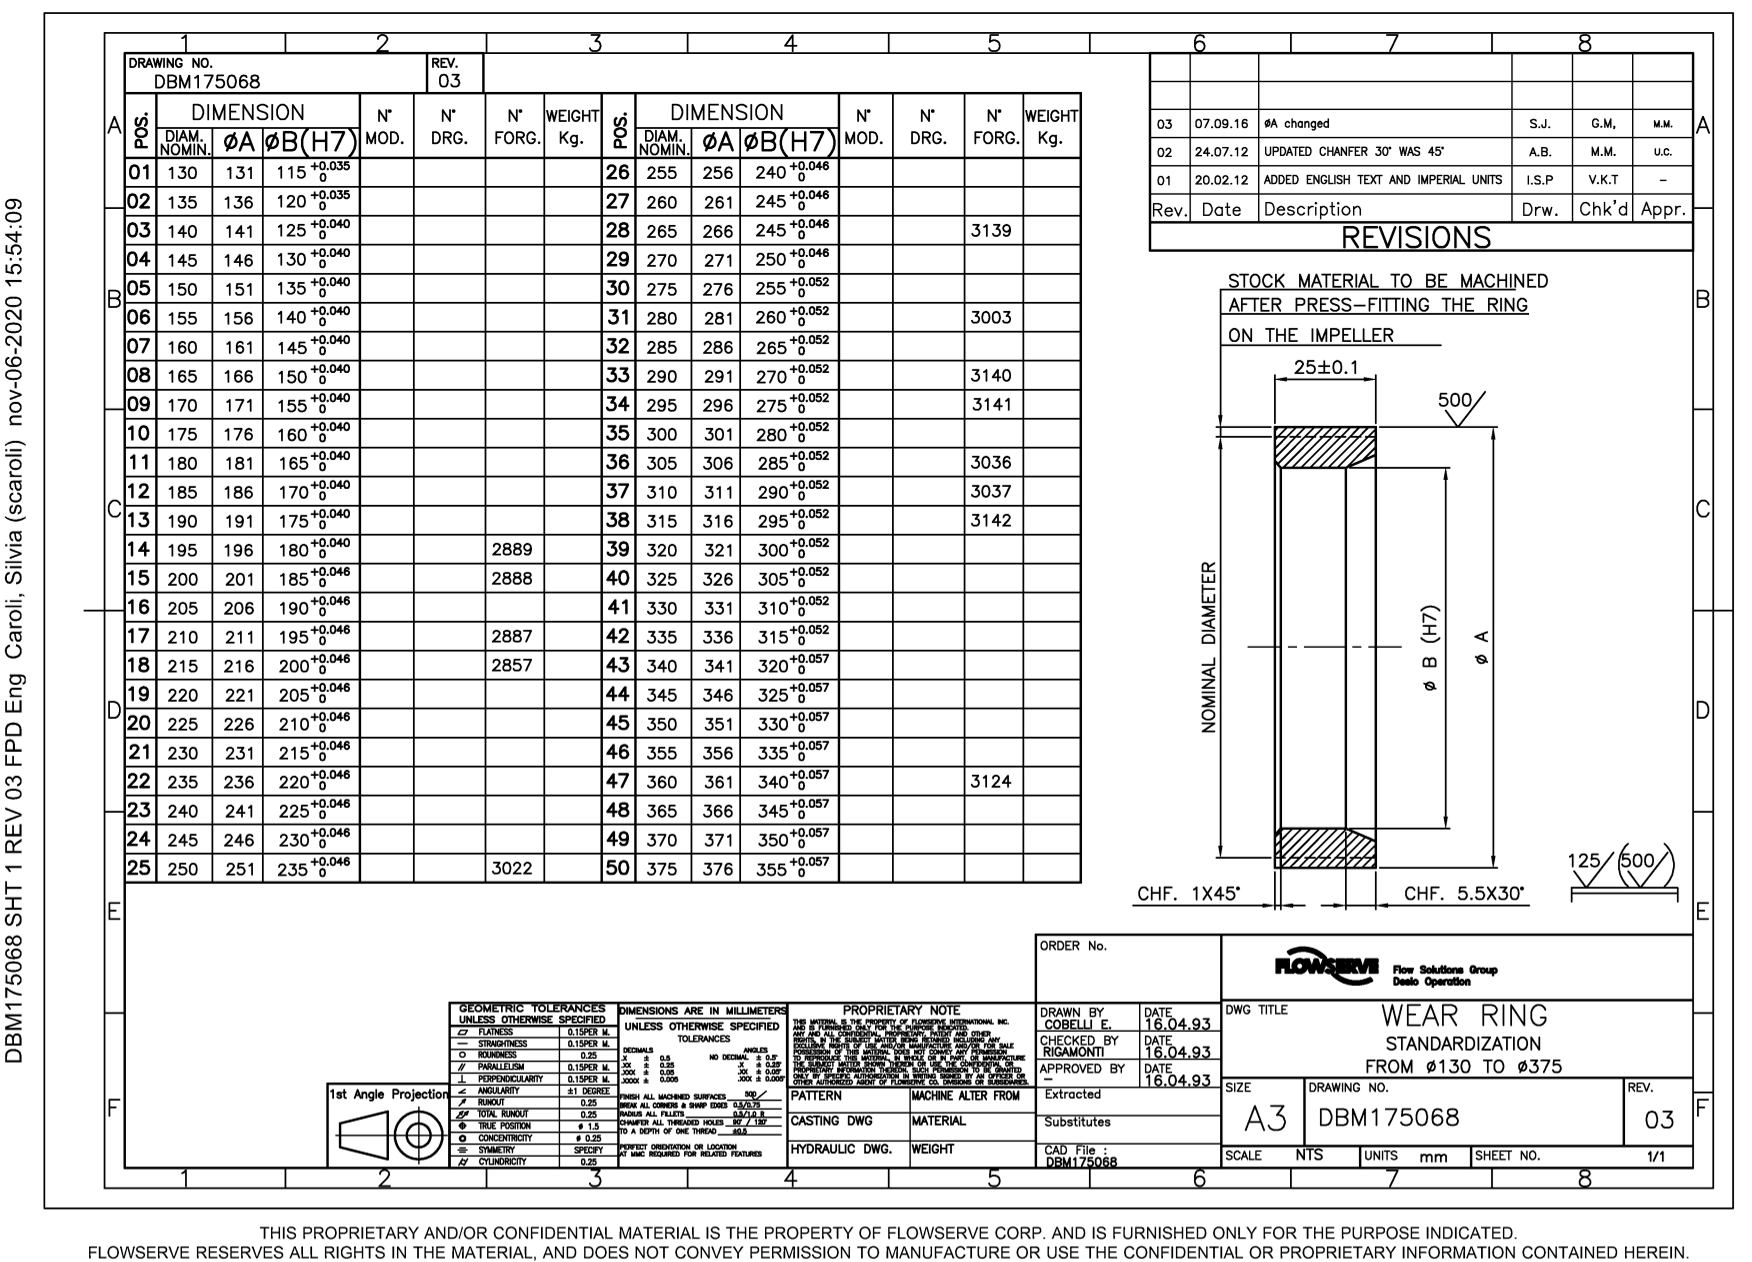 1 2 3 4 5 6 7 8
DRAWING NO. REV.
DBM175068 03
POS. DIMENSION N° MOD. N° DRG. N° FORG. WEIGHT Kg. POS. DIMENSION N° MOD. N° DRG. N° FORG. WEIGHT Kg.
DIAM. NOMIN. øA øB(H7) DIAM. NOMIN. øA øB(H7)
01 130 131 115 +0.035 0 26 255 256 240 +0.046 0
02 135 136 120 +0.035 0 27 260 261 245 +0.046 0
03 140 141 125 +0.040 0 28 265 266 245 +0.046 0 3139
04 145 146 130 +0.040 0 29 270 271 250 +0.046 0
05 150 151 135 +0.040 0 30 275 276 255 +0.052 0
06 155 156 140 +0.040 0 31 280 281 260 +0.052 0 3003
07 160 161 145 +0.040 0 32 285 286 265 +0.052 0
08 165 166 150 +0.040 0 33 290 291 270 +0.052 0 3140
09 170 171 155 +0.040 0 34 295 296 275 +0.052 0 3141
10 175 176 160 +0.040 0 35 300 301 280 +0.052 0
11 180 181 165 +0.040 0 36 305 306 285 +0.052 0 3036
12 185 186 170 +0.040 0 37 310 311 290 +0.052 0 3037
13 190 191 175 +0.040 0 38 315 316 295 +0.052 0 3142
14 195 196 180 +0.040 0 2889 39 320 321 300 +0.052 0
15 200 201 185 +0.046 0 2888 40 325 326 305 +0.052 0
16 205 206 190 +0.046 0 41 330 331 310 +0.052 0
17 210 211 195 +0.046 0 2887 42 335 336 315 +0.052 0
18 215 216 200 +0.046 0 2857 43 340 341 320 +0.057 0
19 220 221 205 +0.046 0 44 345 346 325 +0.057 0
20 225 226 210 +0.046 0 45 350 351 330 +0.057 0
21 230 231 215 +0.046 0 46 355 356 335 +0.057 0
22 235 236 220 +0.046 0 47 360 361 340 +0.057 0 3124
23 240 241 225 +0.046 0 48 365 366 345 +0.057 0
24 245 246 230 +0.046 0 49 370 371 350 +0.057 0
25 250 251 235 +0.046 0 3022 50 375 376 355 +0.057 0
03 07.09.16 øA changed S.J. G.M, M.M.
02 24.07.12 UPDATED CHANFER 30° WAS 45° A.B. M.M. U.C.
01 20.02.12 ADDED ENGLISH TEXT AND IMPERIAL UNITS I.S.P V.K.T –
Rev. Date Description Drw. Chk'd Appr.
REVISIONS
STOCK MATERIAL TO BE MACHINED
AFTER PRESS–FITTING THE RING
ON THE IMPELLER
25±0.1
500
NOMINAL DIAMETER
ø B (H7)
ø A
CHF. 1X45° CHF. 5.5X30°
125 (500)
A A
B B
C C
D D
E E
F F
1st Angle Projection
GEOMETRIC TOLERANCES
UNLESS OTHERWISE SPECIFIED
FLATNESS 0.15PER M.
STRAIGHTNESS 0.15PER M.
ROUNDNESS 0.25
PARALLELISM 0.15PER M.
PERPENDICULARITY 0.15PER M.
ANGULARITY ±1 DEGREE
RUNOUT 0.25
TOTAL RUNOUT 0.25
TRUE POSITION ø 1.5
CONCENTRICITY ø 0.25
SYMMETRY SPECIFY
CYLINDRICITY 0.25
DIMENSIONS ARE IN MILLIMETERS
UNLESS OTHERWISE SPECIFIED
TOLERANCES
DECIMALS ANGLES
.X ± 0.5 NO DECIMAL ± 0.5°
.XX ± 0.25 .X ± 0.25°
.XXX ± 0.05 .XX ± 0.05°
.XXXX ± 0.005 .XXX ± 0.005°
FINISH ALL MACHINED SURFACES 500
BREAK ALL CORNERS & SHARP EDGES 0.5/0.75
RADIUS ALL FILLETS 0.5/1.0 R
CHAMFER ALL THREADED HOLES 90° / 120°
TO A DEPTH OF ONE THREAD ±0.5
PERFECT ORIENTATION OR LOCATION
AT MMC REQUIRED FOR RELATED FEATURES
PROPRIETARY NOTE
THIS MATERIAL IS THE PROPERTY OF FLOWSERVE INTERNATIONAL INC.
AND IS FURNISHED ONLY FOR THE PURPOSE INDICATED.
ANY AND ALL CONFIDENTIAL, PROPRIETARY, PATENT AND OTHER
RIGHTS, IN THE SUBJECT MATTER BEING RETAINED INCLUDING ANY
EXCLUSIVE RIGHTS OF USE AND/OR MANUFACTURE AND/OR FOR SALE
POSSESSION OF THIS MATERIAL DOES NOT CONVEY ANY PERMISSION
TO REPRODUCE THIS MATERIAL, IN WHOLE OR IN PART, OR MANUFACTURE
THE SUBJECT MATTER SHOWN THEREIN OR USE THE CONFIDENTIAL OR
PROPRIETARY INFORMATION THEREON. SUCH PERMISSION TO BE GRANTED
ONLY BY SPECIFIC AUTHORIZATION IN WRITING SIGNED BY AN OFFICER OR
OTHER AUTHORIZED AGENT OF FLOWSERVE CO. DIVISIONS OR SUBSIDIARIES.
PATTERN MACHINE ALTER FROM
CASTING DWG MATERIAL
HYDRAULIC DWG. WEIGHT
ORDER No.
DRAWN BY DATE
COBELLI E. 16.04.93
CHECKED BY DATE
RIGAMONTI 16.04.93
APPROVED BY DATE
– 16.04.93
Extracted
Substitutes
CAD File :
DBM175068
FLOWSERVE
Flow Solutions Group
Desio Operation
DWG TITLE
WEAR RING
STANDARDIZATION
FROM ø130 TO ø375
SIZE DRAWING NO. REV.
A3 DBM175068 03
SCALE NTS UNITS mm SHEET NO. 1/1
1 2 3 4 5 6 7 8
DBM175068 SHT 1 REV 03 FPD Eng Caroli, Silvia (scaroli) nov-06-2020 15:54:09
THIS PROPRIETARY AND/OR CONFIDENTIAL MATERIAL IS THE PROPERTY OF FLOWSERVE CORP. AND IS FURNISHED ONLY FOR THE PURPOSE INDICATED.
FLOWSERVE RESERVES ALL RIGHTS IN THE MATERIAL, AND DOES NOT CONVEY PERMISSION TO MANUFACTURE OR USE THE CONFIDENTIAL OR PROPRIETARY INFORMATION CONTAINED HEREIN.